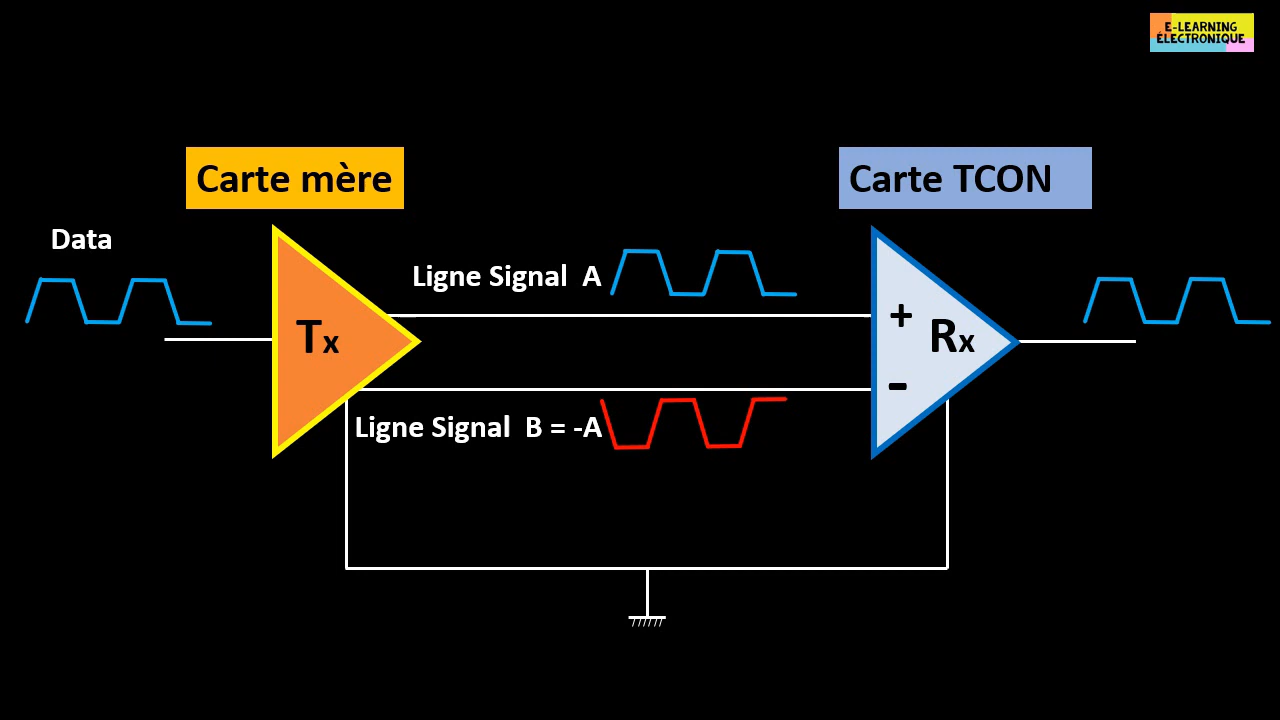 E-LEARNING
ÉLECTRONIQUE
Carte mère
Carte TCON
Data
Ligne Signal A
Tx
+
Rx
-
Ligne Signal B = -A